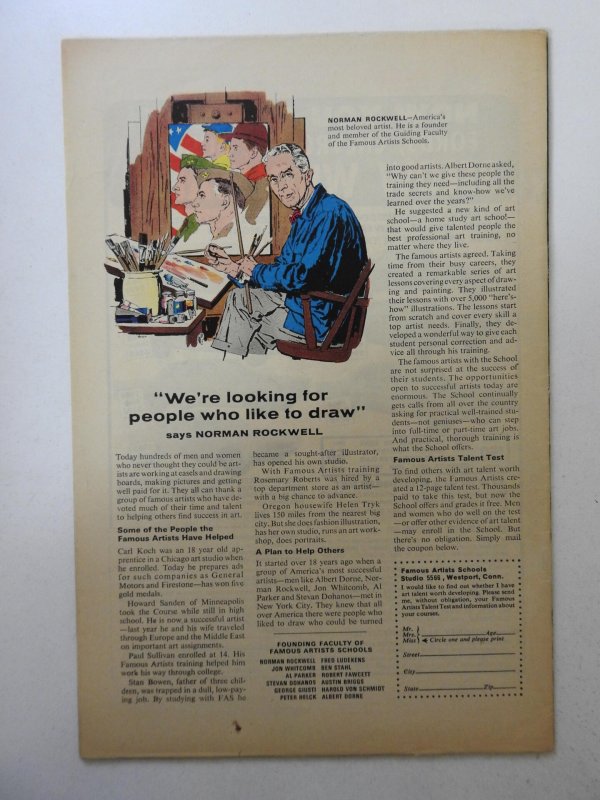 NORMAN ROCKWELL—America's
most beloved artist. He is a founder
and member of the Guiding Faculty
of the Famous Artists Schools.
"We're looking for
people who like to draw"
says NORMAN ROCKWELL
Today hundreds of men and women
who never thought they could be art-
ists are working at easels and drawing
boards, making pictures and getting
well paid for it. They all can thank a
group of famous artists who have de-
voted much of their time and talent
to helping others find success in art.
Some of the People the
Famous Artists Have Helped
Carl Koch was an 18 year old ap-
prentice in a Chicago art studio when
he enrolled. Today he prepares ads
for such companies as General
Motors and Firestone—has won five
gold medals.
Howard Sanden of Minneapolis
took the Course while still in high
school. He is now a successful artist
—last year he and his wife traveled
through Europe and the Middle East
on important art assignments.
Paul Sullivan enrolled at 14. His
Famous Artists training helped him
work his way through college.
Stan Bowen, father of three chil-
dren, was trapped in a dull, low-pay-
ing job. By studying with FAS he
became a sought-after illustrator,
has opened his own studio.
With Famous Artists training
Rosemary Roberts was hired by a
top department store as an artist—
with a big chance to advance.
Oregon housewife Helen Tryk
lives 150 miles from the nearest big
city. But she does fashion illustration,
has her own studio, runs an art work-
shop, does portraits.
A Plan to Help Others
It started over 18 years ago when a
group of America's most successful
artists—men like Albert Dorne, Nor-
man Rockwell, Jon Whitcomb, Al
Parker and Stevan Dohanos—met in
New York City. They knew that all
over America there were people who
liked to draw who could be turned
FOUNDING FACULTY OF
FAMOUS ARTISTS SCHOOLS
NORMAN ROCKWELL FRED LUDEKENS
JON WHITCOMB BEN STAHL
AL PARKER ROBERT FAWCETT
STEVAN DOHANOS AUSTIN BRIGGS
GEORGE GIUSTI HAROLD VON SCHMIDT
PETER HELCK ALBERT DORNE
into good artists. Albert Dorne asked,
"Why can't we give these people the
training they need—including all the
trade secrets and know-how we've
learned over the years?"
He suggested a new kind of art
school—a home study art school—
that would give talented people the
best professional art training, no
matter where they live.
The famous artists agreed. Taking
time from their busy careers, they
created a remarkable series of art
lessons covering every aspect of draw-
ing and painting. They illustrated
their lessons with over 5,000 "here's-
how" illustrations. The lessons start
from scratch and cover every skill a
top artist needs. Finally, they de-
veloped a wonderful way to give each
student personal correction and ad-
vice all through his training.
The famous artists with the School
are not surprised at the success of
their students. The opportunities
open to successful artists today are
enormous. The School continually
gets calls from all over the country
asking for practical well-trained stu-
dents—not geniuses—who can step
into full-time or part-time art jobs.
And practical, thorough training is
what the School offers.
Famous Artists Talent Test
To find others with art talent worth
developing, the Famous Artists cre-
ated a 12-page talent test. Thousands
paid to take this test, but now the
School offers and grades it free. Men
and women who do well on the test
—or offer other evidence of art talent
—may enroll in the School. But
there's no obligation. Simply mail
the coupon below.
Famous Artists Schools
Studio 5566, Westport, Conn.
I would like to find out whether I have
art talent worth developing. Please send
me, without obligation, your Famous
Artists Talent Test and information about
your courses.
Mr.
Mrs. Age
Miss Circle one and please print
Street
City
State Zip